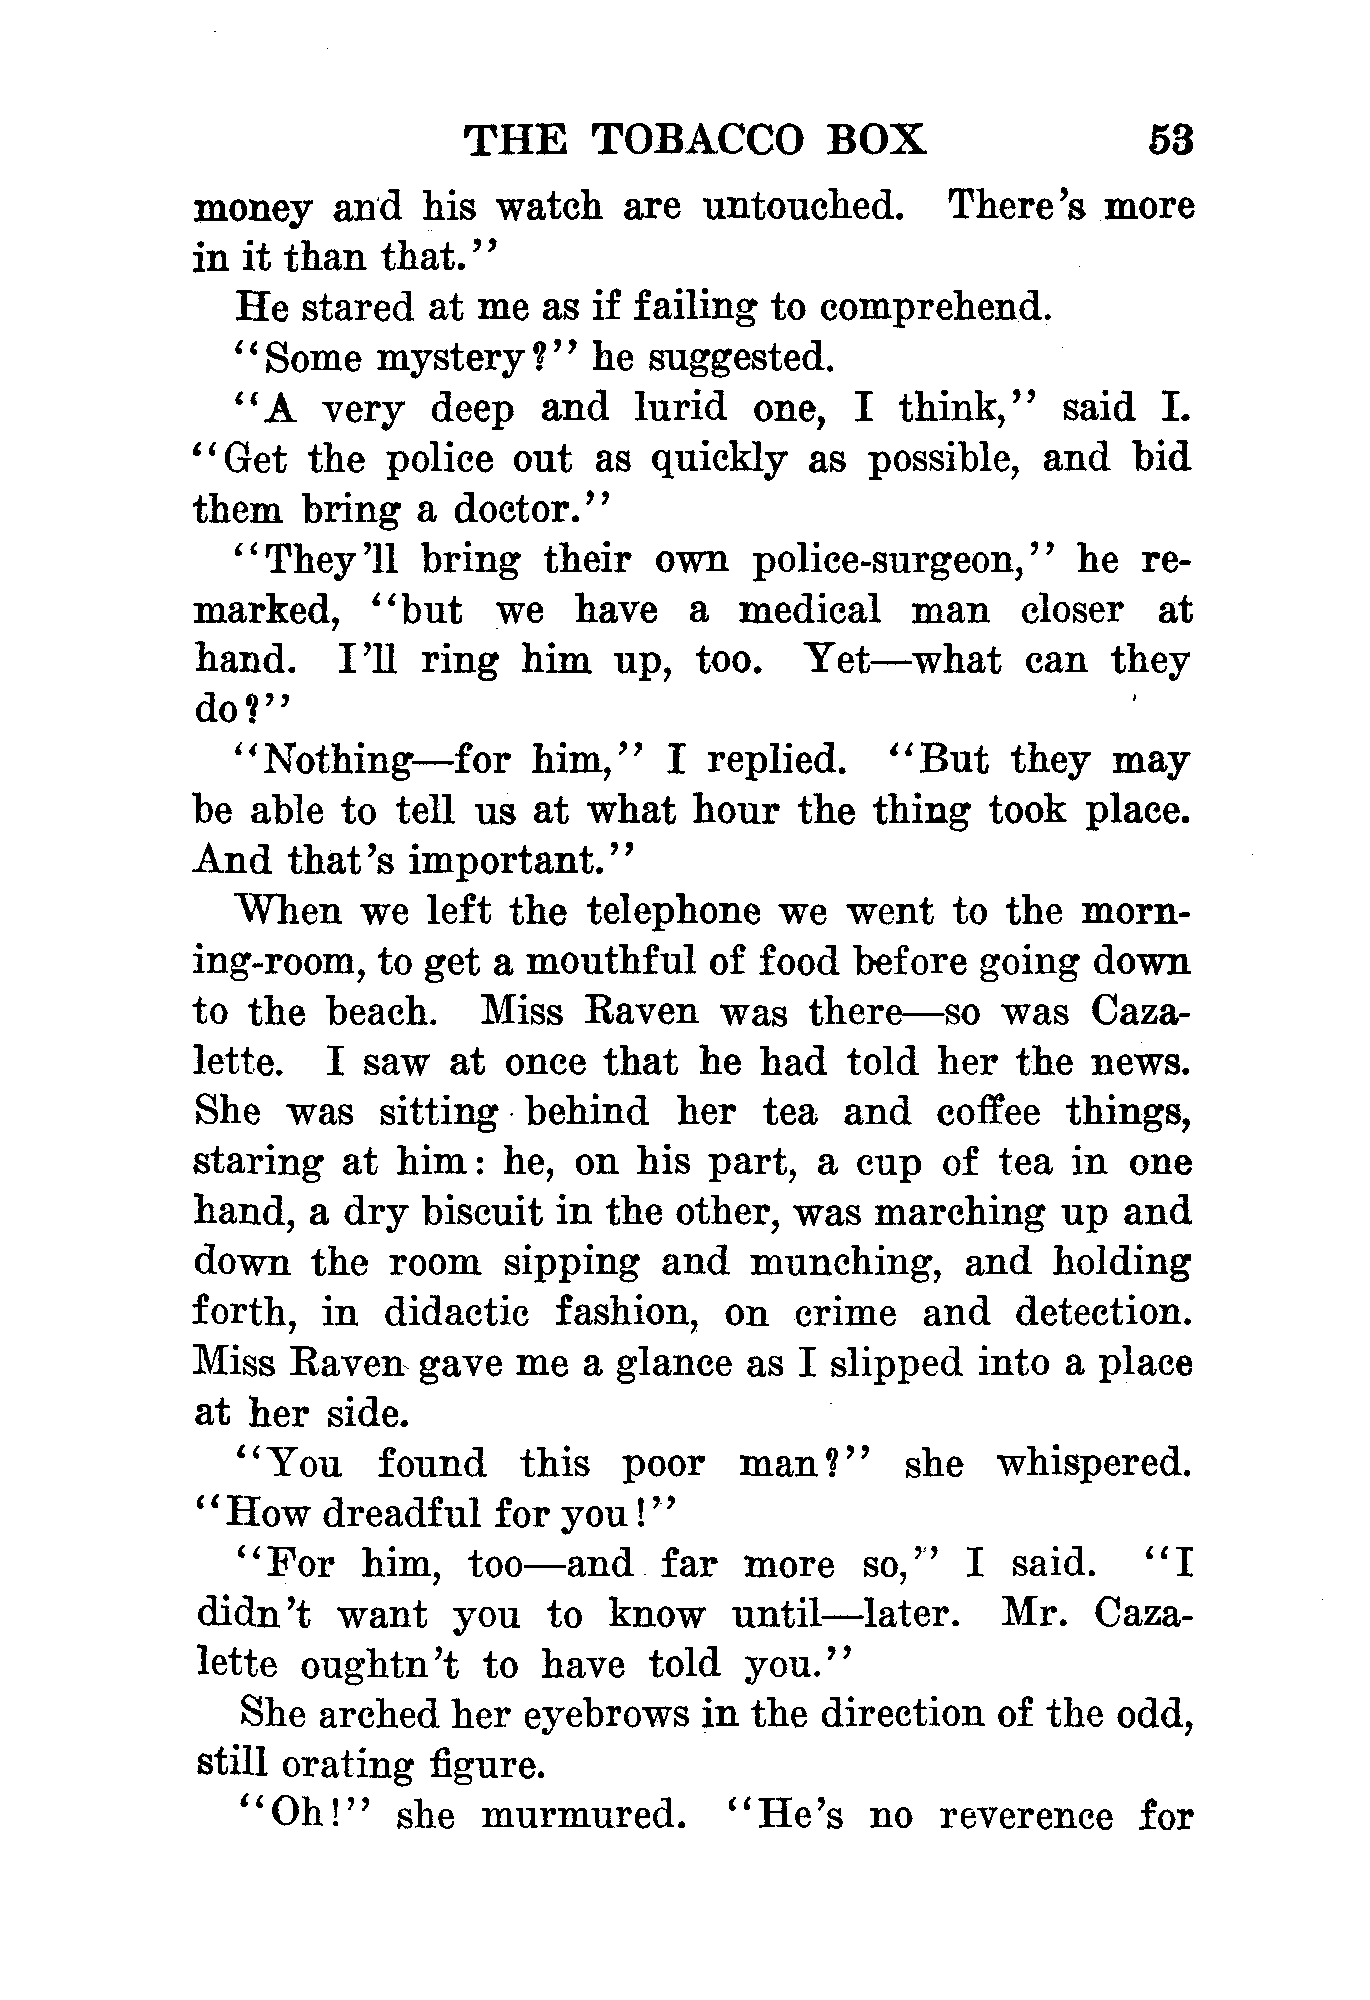 THE TOBACCO BOX 53
money and his watch are untouched. There's more
in it than that."
He stared at me as if failing to comprehend.
"Some mystery?" he suggested.
"A very deep and lurid one, I think," said I.
"Get the police out as quickly as possible, and bid
them bring a doctor."
"They'll bring their own police-surgeon," he re-
marked, "but we have a medical man closer at
hand. I'll ring him up, too. Yet—what can they
do?"
"Nothing—for him," I replied. "But they may
be able to tell us at what hour the thing took place.
And that's important."
When we left the telephone we went to the morn-
ing-room, to get a mouthful of food before going down
to the beach. Miss Raven was there—so was Caza-
lette. I saw at once that he had told her the news.
She was sitting behind her tea and coffee things,
staring at him: he, on his part, a cup of tea in one
hand, a dry biscuit in the other, was marching up and
down the room sipping and munching, and holding
forth, in didactic fashion, on crime and detection.
Miss Raven gave me a glance as I slipped into a place
at her side.
"You found this poor man?" she whispered.
"How dreadful for you!"
"For him, too—and far more so," I said. "I
didn't want you to know until—later. Mr. Caza-
lette oughtn't to have told you."
She arched her eyebrows in the direction of the odd,
still orating figure.
"Oh!" she murmured. "He's no reverence for